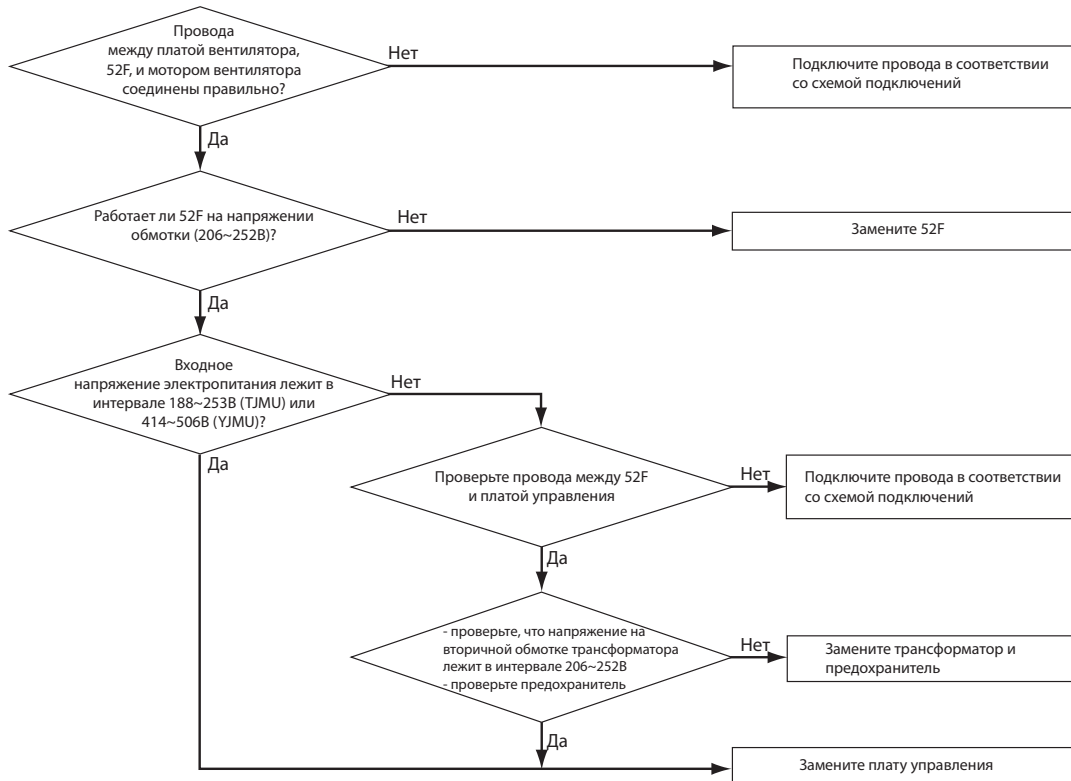 Провода
между платой вентилятора,
52F, и мотором вентилятора
соединены правильно?
Нет
Подключите провода в соответствии
со схемой подключений
Да
Работает ли 52F на напряжении
обмотки (206~252В)?
Нет
Замените 52F
Да
Входное
напряжение электропитания лежит в
интервале 188~253В (TJMU) или
414~506В (YJMU)?
Нет
Да
Проверьте провода между 52F
и платой управления
Нет
Подключите провода в соответствии
со схемой подключений
Да
- проверьте, что напряжение на
вторичной обмотке трансформатора
лежит в интервале 206~252В
- проверьте предохранитель
Нет
Замените трансформатор и
предохранитель
Да
Замените плату управления